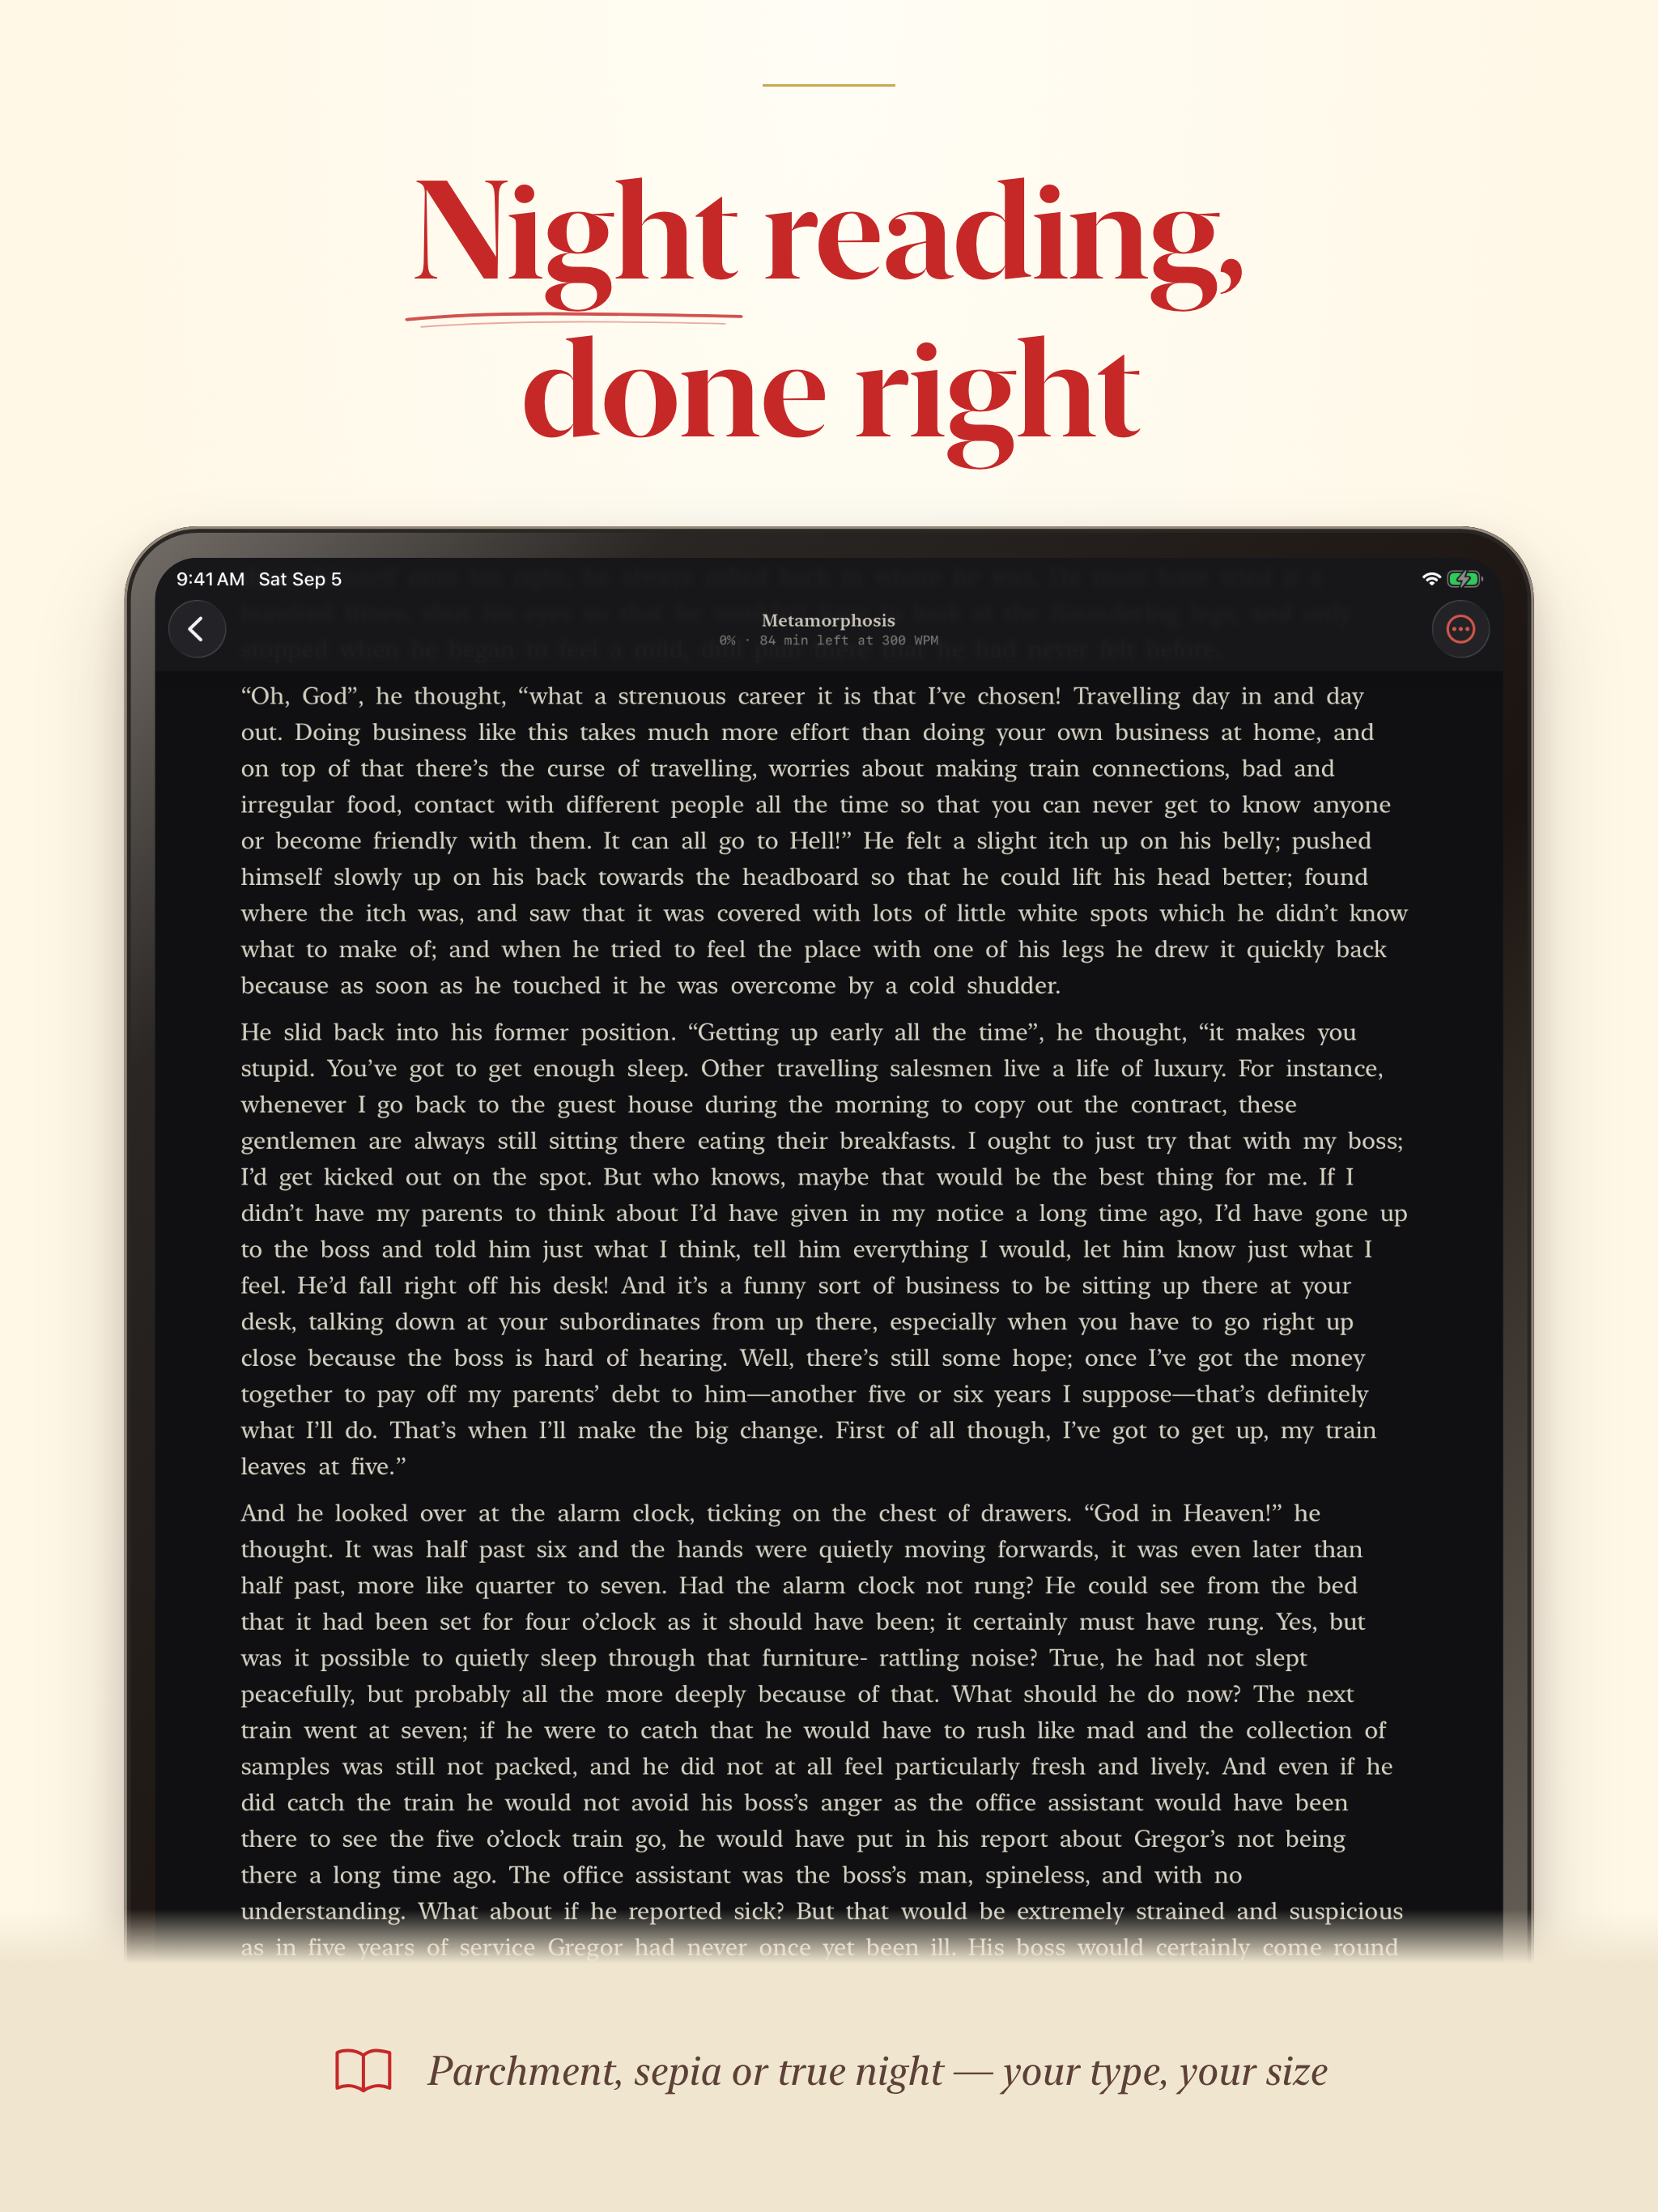 Night reading,
done right
9:41 AM Sat Sep 5
Metamorphosis
0% · 84 min left at 300 WPM
stopped when he began to feel a mild, dull pain there that he had never felt before.
“Oh, God”, he thought, “what a strenuous career it is that I’ve chosen! Travelling day in and day
out. Doing business like this takes much more effort than doing your own business at home, and
on top of that there’s the curse of travelling, worries about making train connections, bad and
irregular food, contact with different people all the time so that you can never get to know anyone
or become friendly with them. It can all go to Hell!” He felt a slight itch up on his belly; pushed
himself slowly up on his back towards the headboard so that he could lift his head better; found
where the itch was, and saw that it was covered with lots of little white spots which he didn’t know
what to make of; and when he tried to feel the place with one of his legs he drew it quickly back
because as soon as he touched it he was overcome by a cold shudder.
He slid back into his former position. “Getting up early all the time”, he thought, “it makes you
stupid. You’ve got to get enough sleep. Other travelling salesmen live a life of luxury. For instance,
whenever I go back to the guest house during the morning to copy out the contract, these
gentlemen are always still sitting there eating their breakfasts. I ought to just try that with my boss;
I’d get kicked out on the spot. But who knows, maybe that would be the best thing for me. If I
didn’t have my parents to think about I’d have given in my notice a long time ago, I’d have gone up
to the boss and told him just what I think, tell him everything I would, let him know just what I
feel. He’d fall right off his desk! And it’s a funny sort of business to be sitting up there at your
desk, talking down at your subordinates from up there, especially when you have to go right up
close because the boss is hard of hearing. Well, there’s still some hope; once I’ve got the money
together to pay off my parents’ debt to him—another five or six years I suppose—that’s definitely
what I’ll do. That’s when I’ll make the big change. First of all though, I’ve got to get up, my train
leaves at five.”
And he looked over at the alarm clock, ticking on the chest of drawers. “God in Heaven!” he
thought. It was half past six and the hands were quietly moving forwards, it was even later than
half past, more like quarter to seven. Had the alarm clock not rung? He could see from the bed
that it had been set for four o’clock as it should have been; it certainly must have rung. Yes, but
was it possible to quietly sleep through that furniture- rattling noise? True, he had not slept
peacefully, but probably all the more deeply because of that. What should he do now? The next
train went at seven; if he were to catch that he would have to rush like mad and the collection of
samples was still not packed, and he did not at all feel particularly fresh and lively. And even if he
did catch the train he would not avoid his boss’s anger as the office assistant would have been
there to see the five o’clock train go, he would have put in his report about Gregor’s not being
there a long time ago. The office assistant was the boss’s man, spineless, and with no
understanding. What about if he reported sick? But that would be extremely strained and suspicious
as in five years of service Gregor had never once yet been ill. His boss would certainly come round
Parchment, sepia or true night — your type, your size